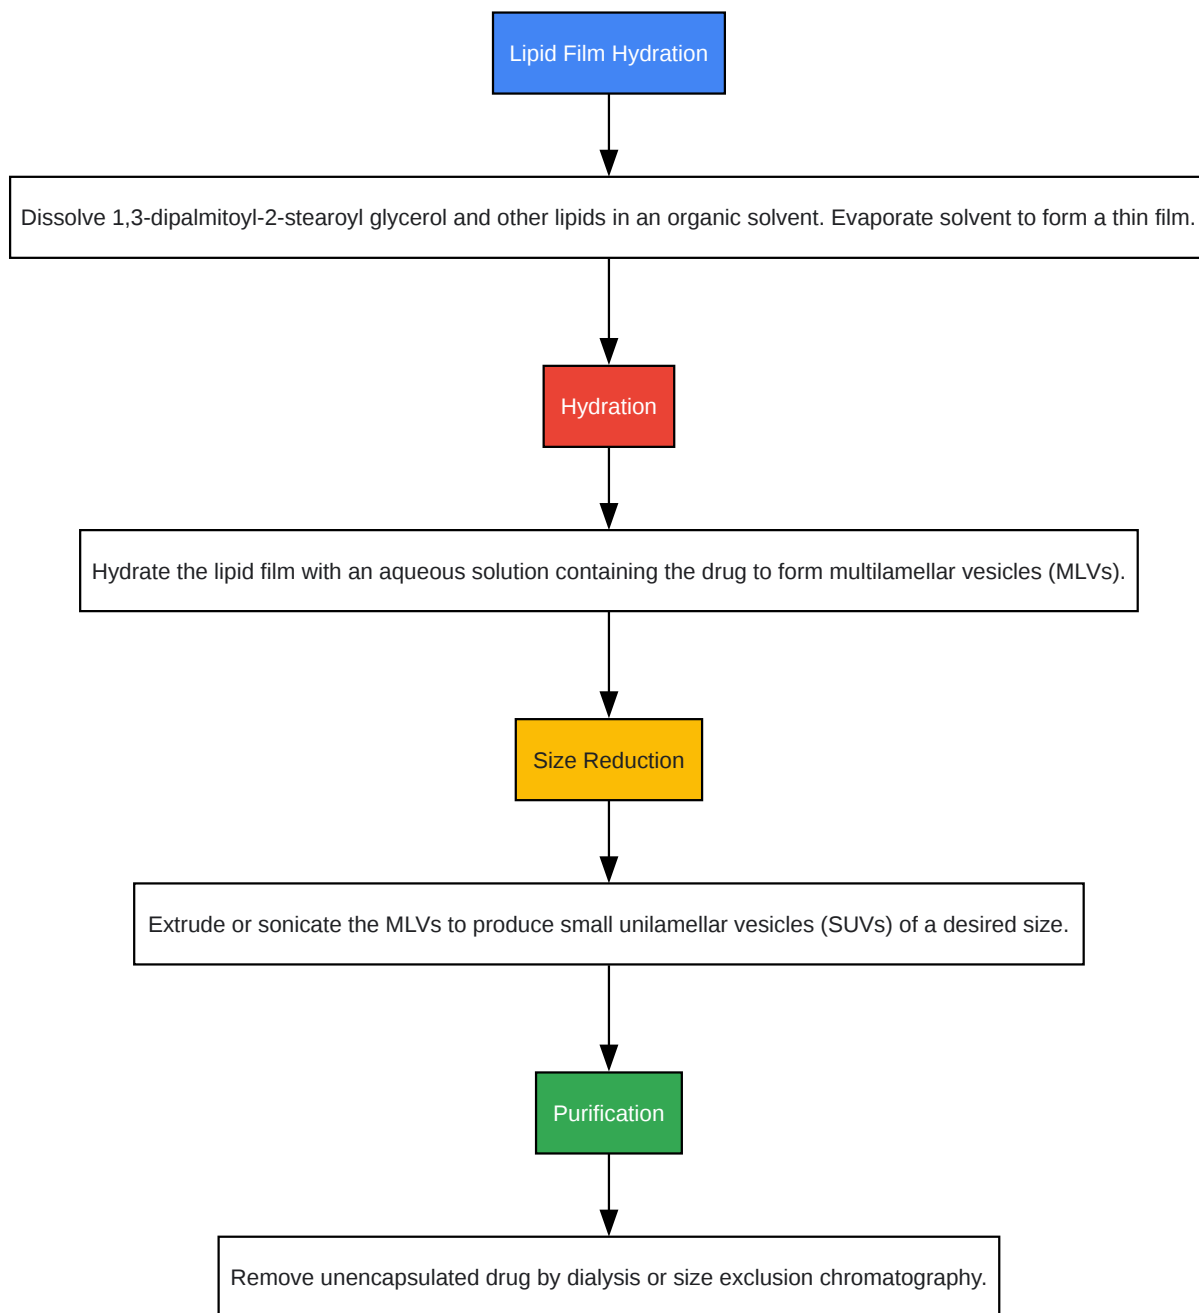 Lipid Film Hydration
Dissolve 1,3-dipalmitoyl-2-stearoyl glycerol and other lipids in an organic solvent. Evaporate solvent to form a thin film.
Hydration
Hydrate the lipid film with an aqueous solution containing the drug to form multilamellar vesicles (MLVs).
Size Reduction
Extrude or sonicate the MLVs to produce small unilamellar vesicles (SUVs) of a desired size.
Purification
Remove unencapsulated drug by dialysis or size exclusion chromatography.